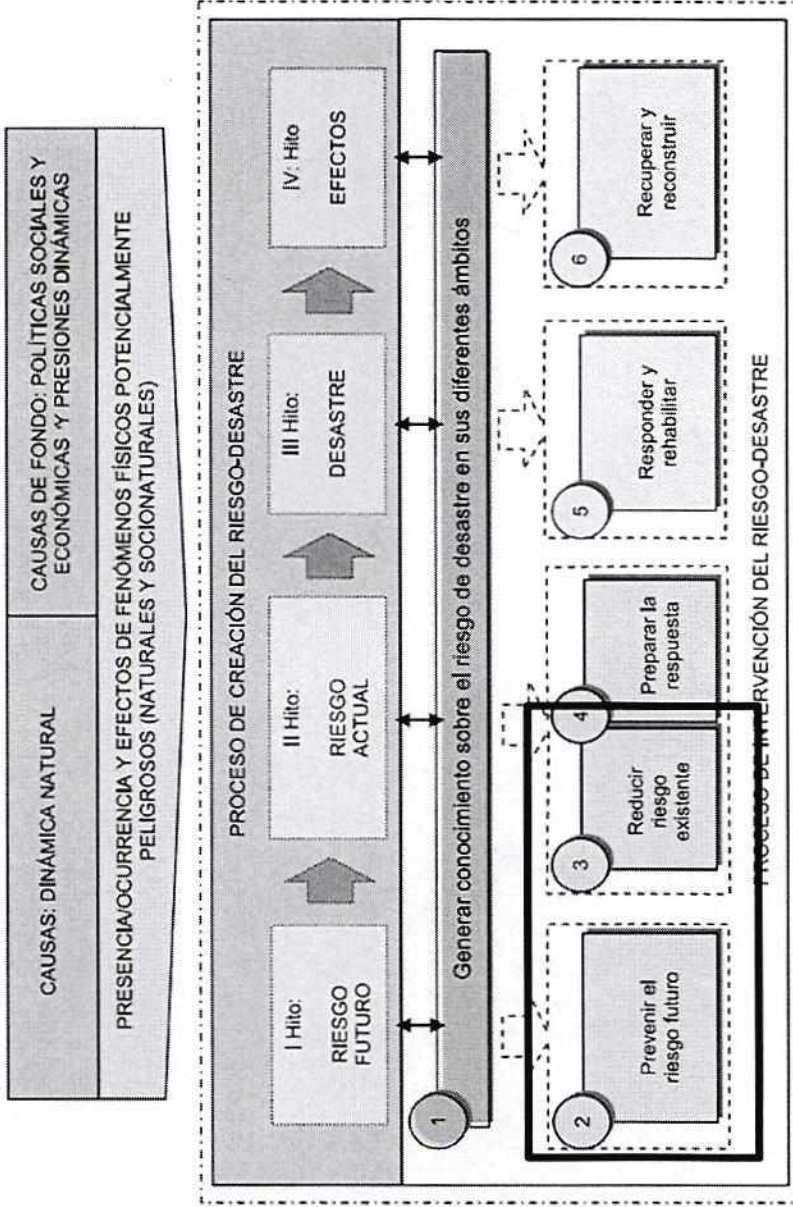 CAUSAS: DINÁMICA NATURAL
CAUSAS DE FONDO: POLÍTICAS SOCIALES Y
ECONÓMICAS Y PRESIONES DINÁMICAS
PRESENCIA/OCURRENCIA Y EFECTOS DE FENÓMENOS FÍSICOS POTENCIALMENTE
PELIGROSOS (NATURALES Y SOCIONATURALES)
PROCESO DE CREACIÓN DEL RIESGO-DESASTRE
I Hito:
RIESGO
FUTURO
II Hito:
RIESGO
ACTUAL
III Hito:
DESASTRE
IV: Hito
EFECTOS
1
Generar conocimiento sobre el riesgo de desastre en sus diferentes ámbitos
2
Prevenir el
riesgo futuro
3
Reducir
riesgo
existente
4
Preparar la
respuesta
5
Responder y
rehabilitar
6
Recuperar y
reconstruir
PROCESO DE INTERVENCIÓN DEL RIESGO-DESASTRE